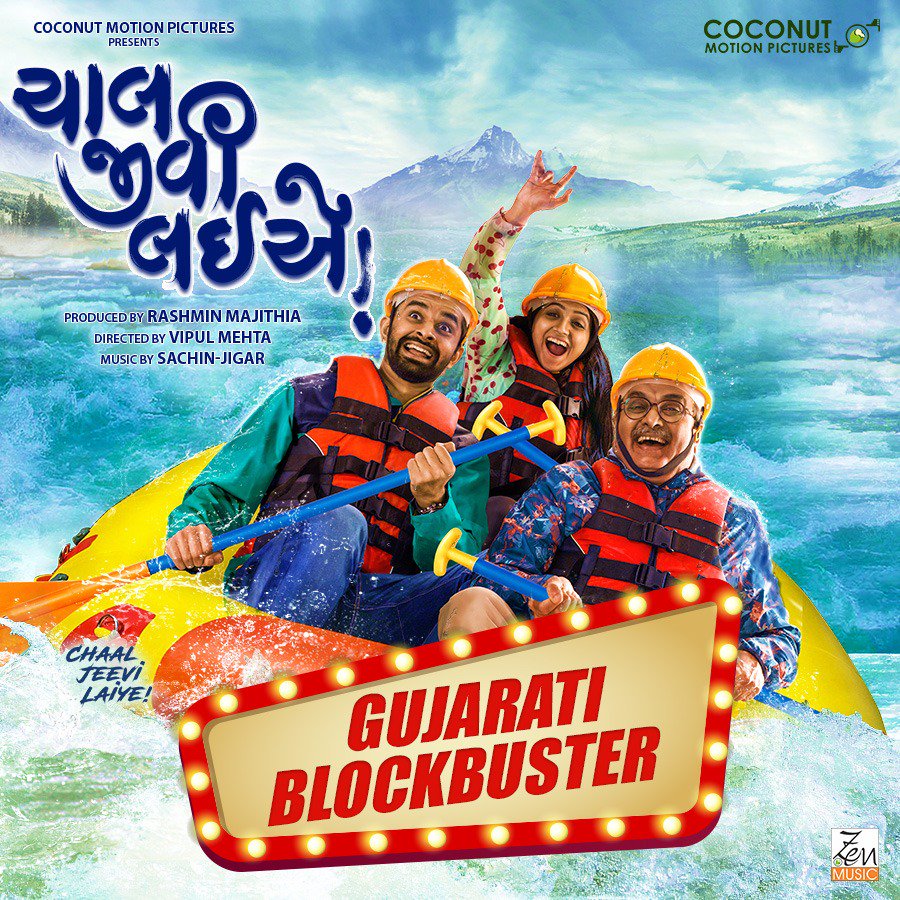 COCONUT MOTION PICTURES
PRESENTS
COCONUT
MOTION PICTURES
ચાલ
જીવી
લઈએ!
PRODUCED BY RASHMIN MAJITHIA
DIRECTED BY VIPUL MEHTA
MUSIC BY SACHIN-JIGAR
CHAAL
JEEVI
LAIYE!
GUJARATI
BLOCKBUSTER
Zen
MUSIC